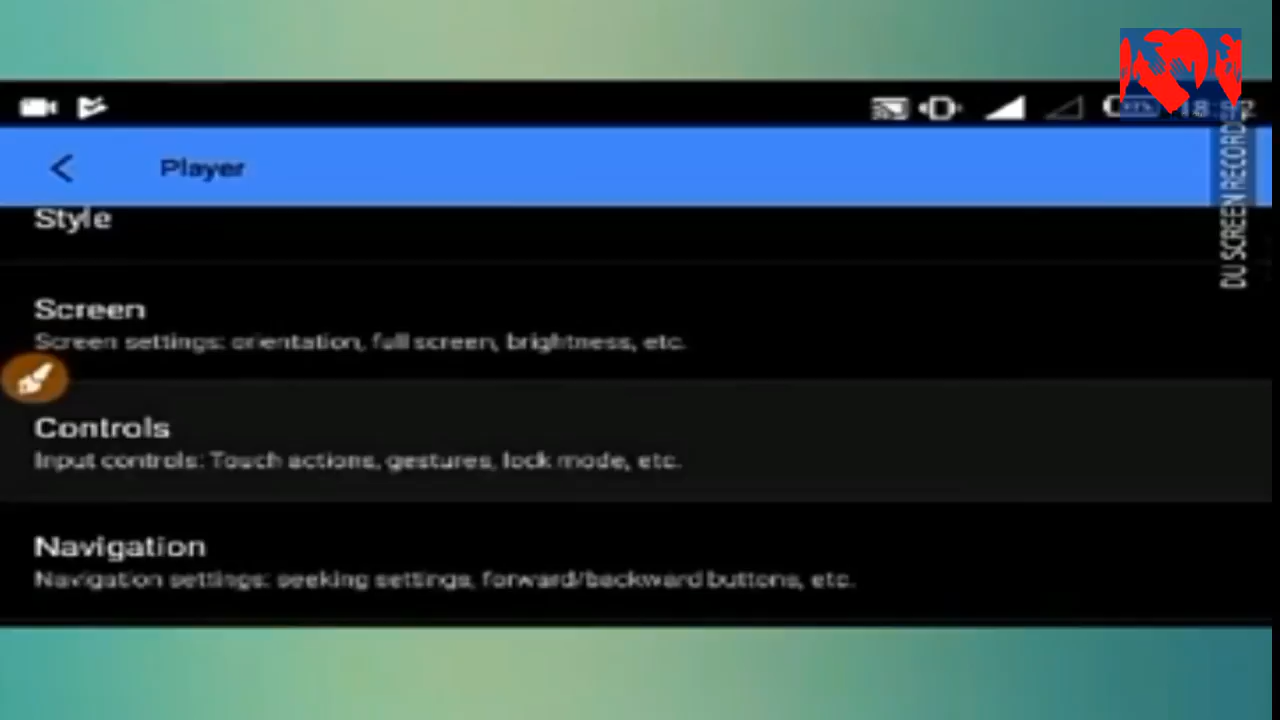 Player
Style
Screen
Screen settings: orientation, full screen, brightness, etc.
Controls
Input controls: Touch actions, gestures, lock mode, etc.
Navigation
Navigation settings: seeking settings, forward/backward buttons, etc.
DU SCREEN RECORD